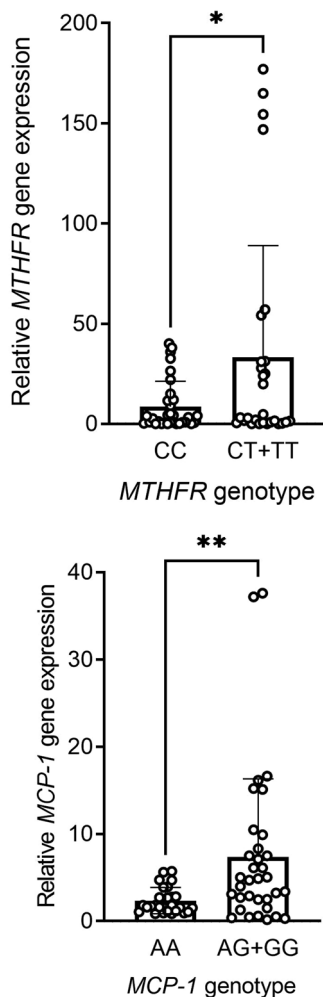 Relative MTHFR gene expression
200
150
100
50
0
*
CC
CT+TT
MTHFR genotype
Relative MCP-1 gene expression
40
30
20
10
0
**
AA
AG+GG
MCP-1 genotype